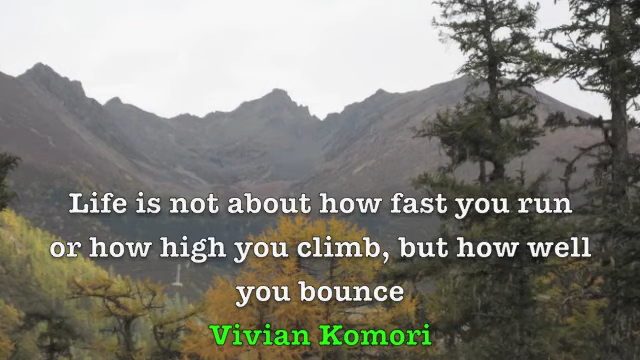 Life is not about how fast you run
or how high you climb, but how well
you bounce
Vivian Komori